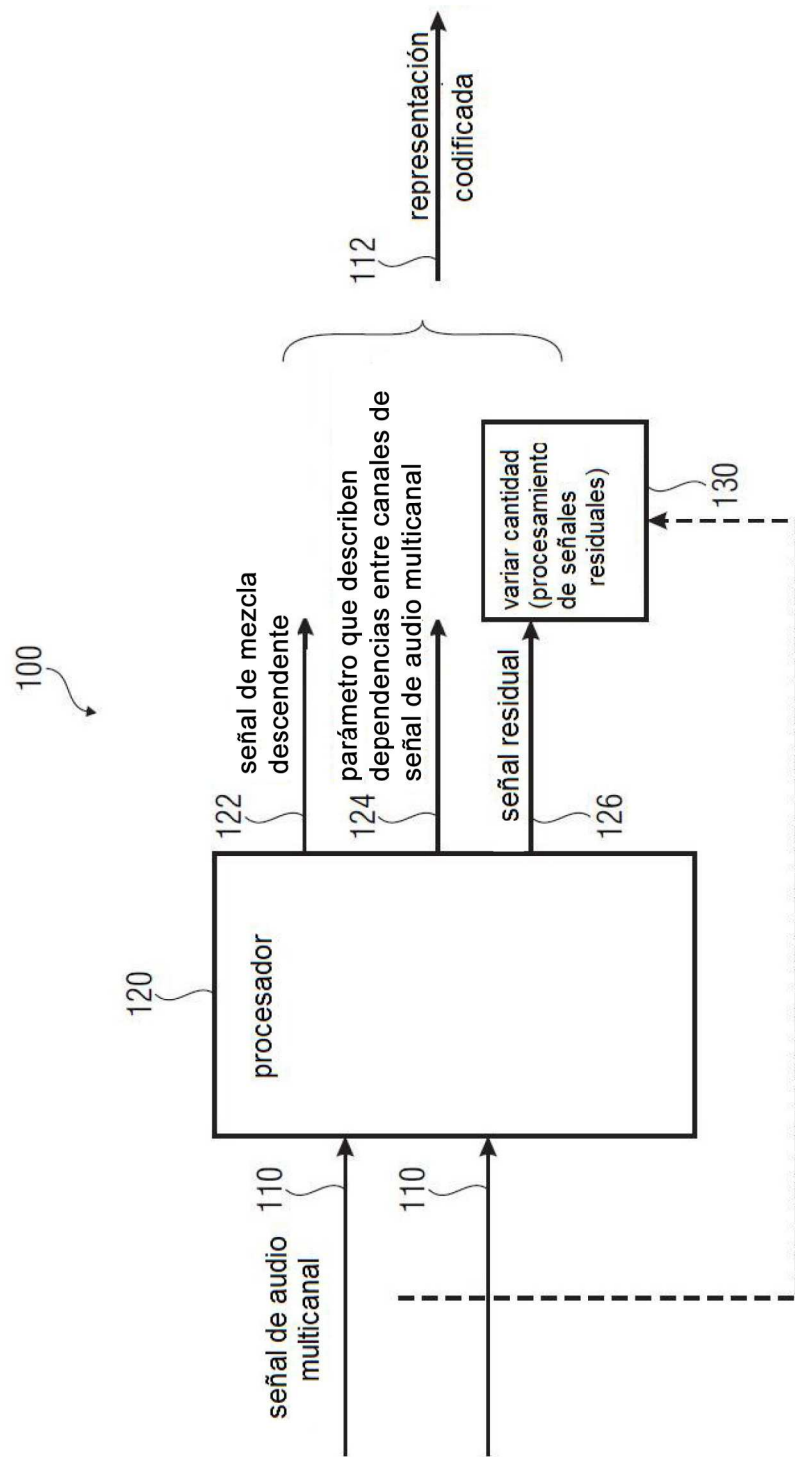 100
señal de audio
multicanal
110
110
120
procesador
122
señal de mezcla
descendente
124
parámetro que describen
dependencias entre canales de
señal de audio multicanal
126
señal residual
variar cantidad
(procesamiento
de señales
residuales)
130
112
representación
codificada